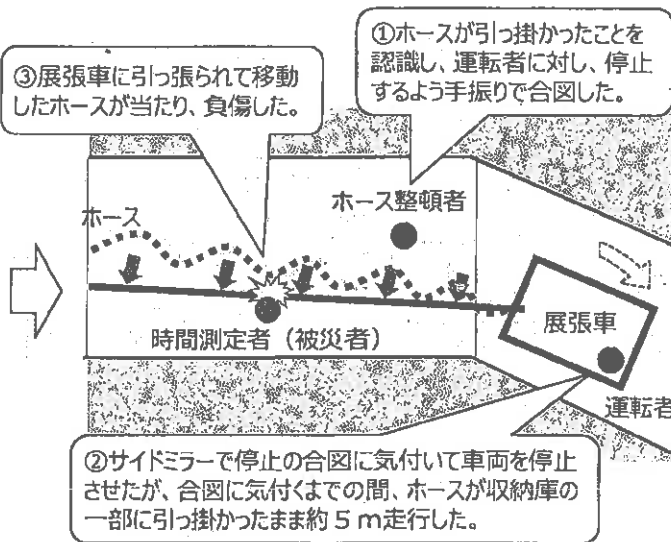 ①ホースが引っ掛かったことを
認識し、運転者に対し、停止
するよう手振りで合図した。
③展張車に引っ張られて移動
したホースが当たり、負傷した。
ホース
ホース整頓者
時間測定者（被災者）
展張車
運転者
②サイドミラーで停止の合図に気付いて車両を停止
させたが、合図に気付くまでの間、ホースが収納庫の
一部に引っ掛かったまま約５ｍ走行した。